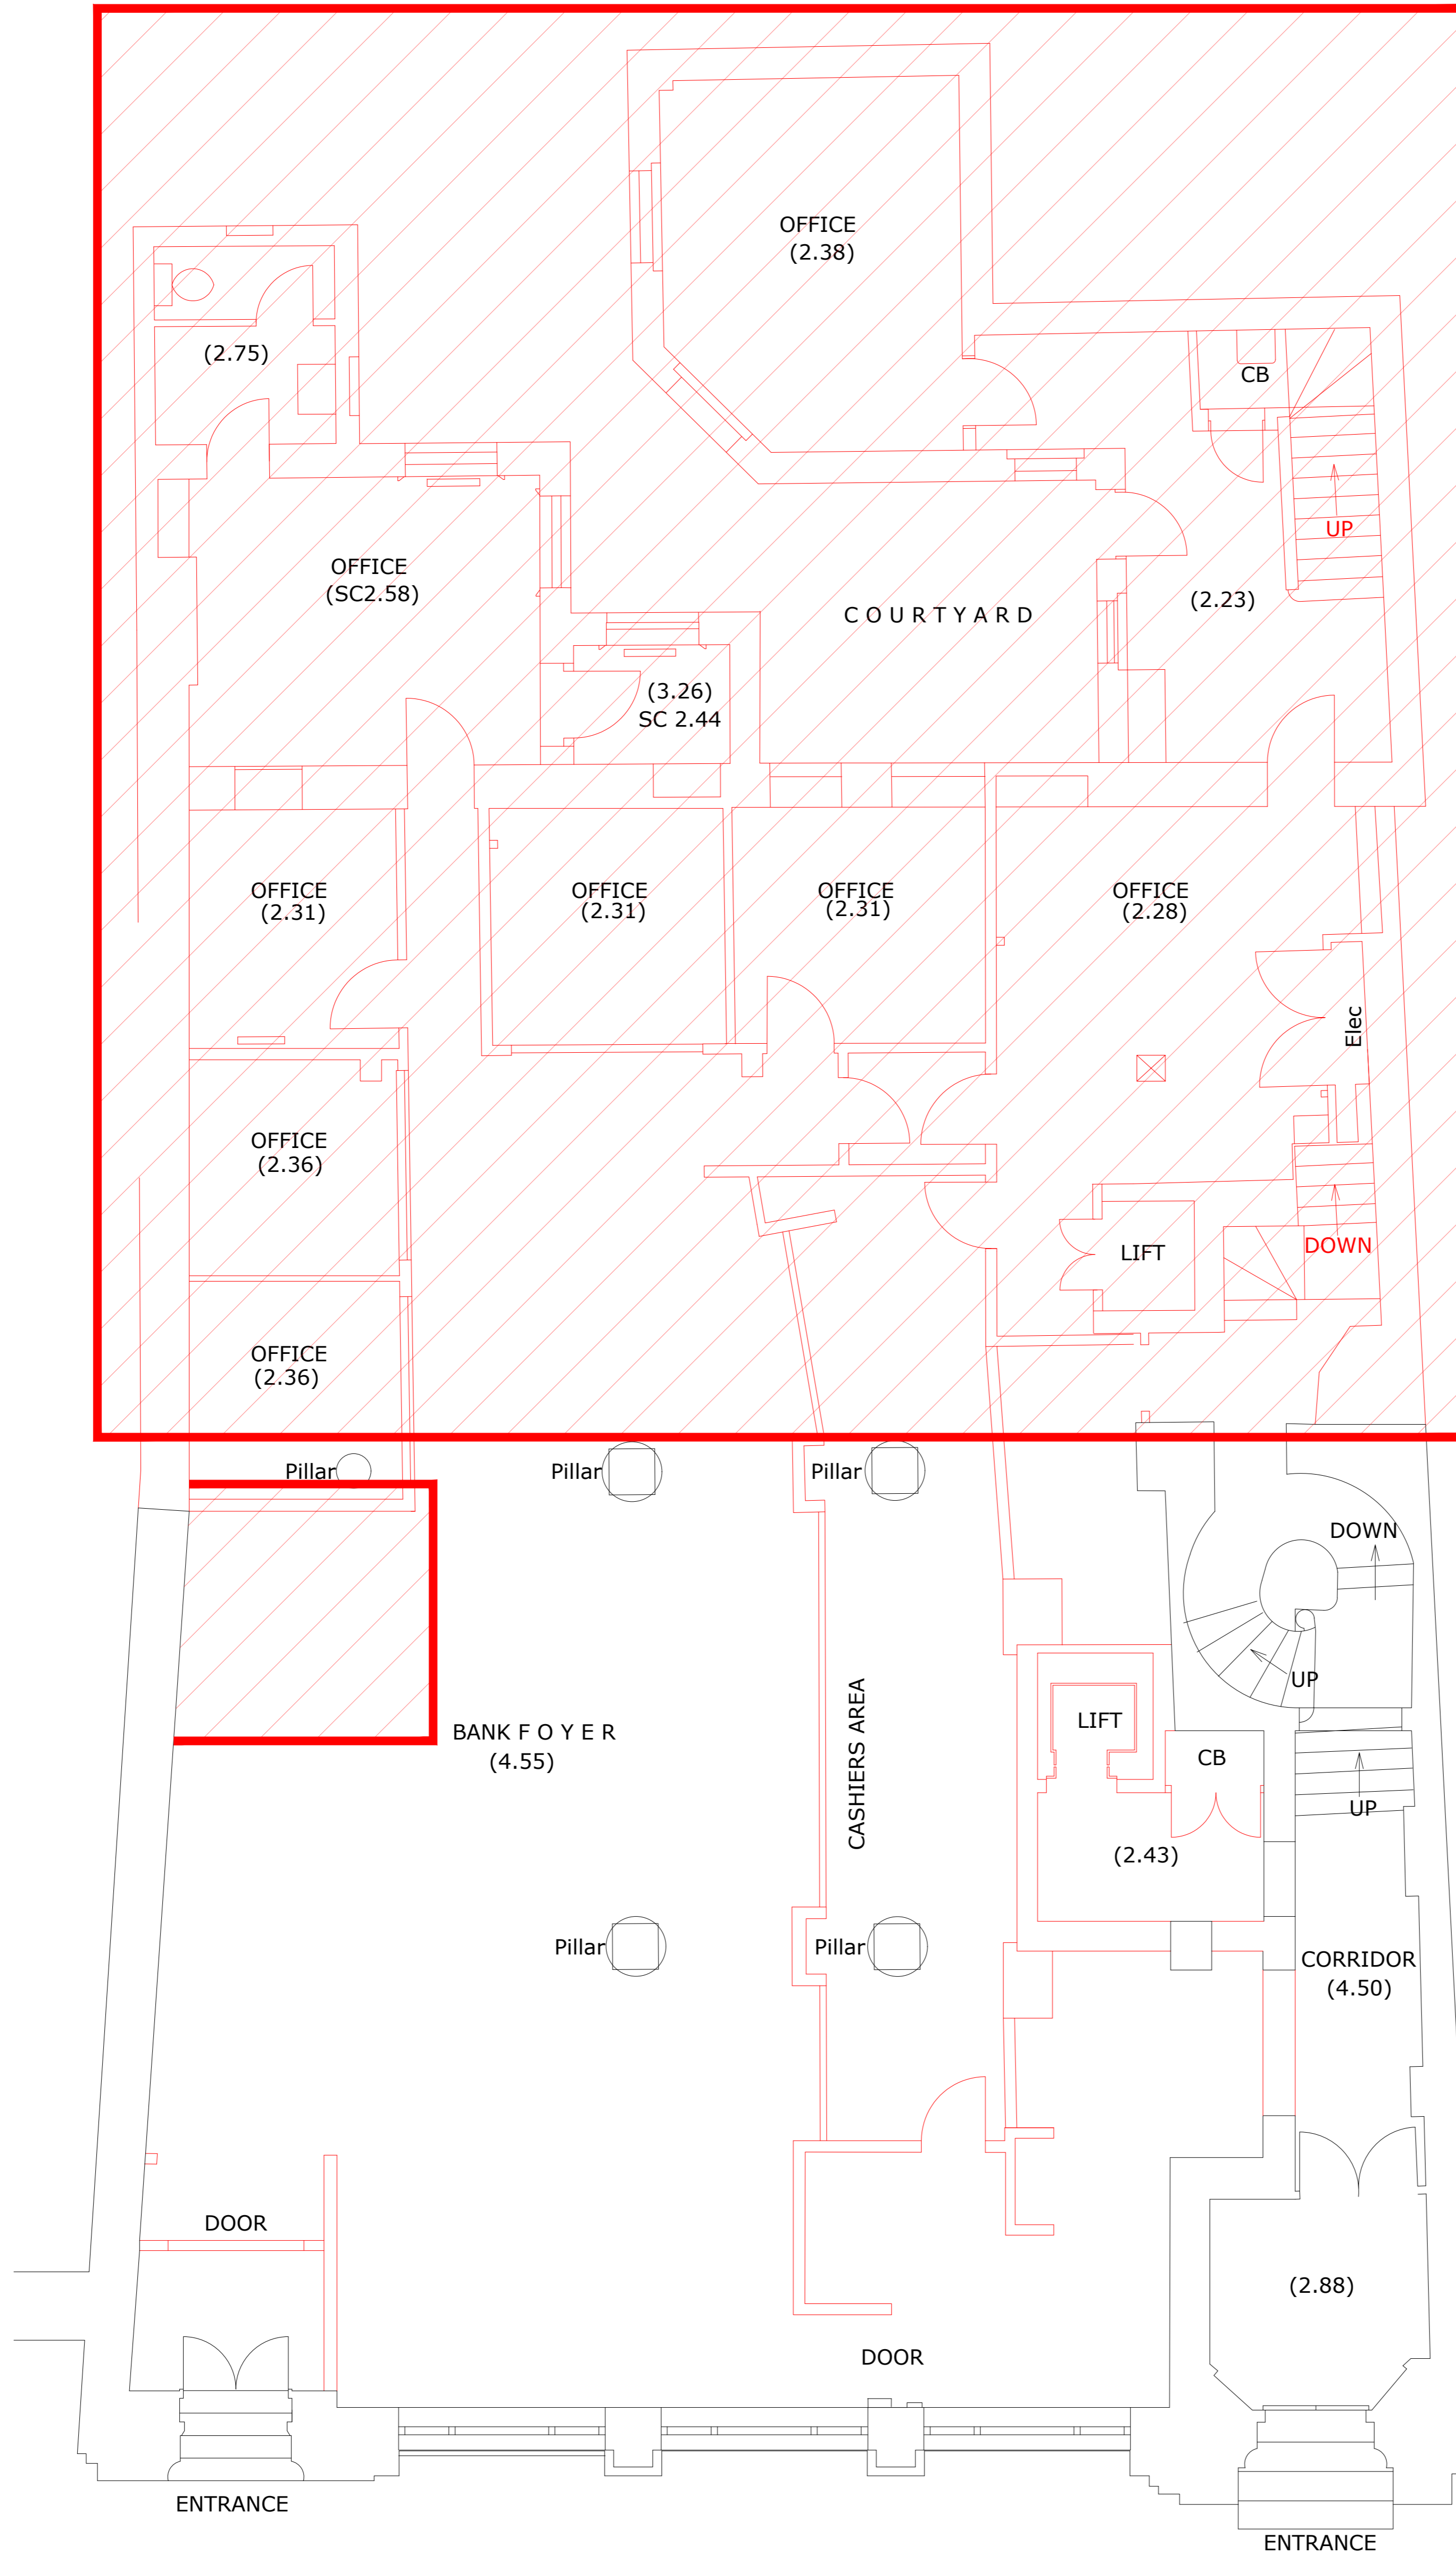 OFFICE
(2.38)
(2.75)
CB
UP
OFFICE
(SC2.58)
C O U R T Y A R D
(2.23)
(3.26)
SC 2.44
OFFICE
(2.31)
OFFICE
(2.31)
OFFICE
(2.31)
OFFICE
(2.28)
Elec
OFFICE
(2.36)
LIFT
DOWN
OFFICE
(2.36)
Pillar
Pillar
Pillar
DOWN
UP
BANK F O Y E R
(4.55)
CASHIERS AREA
LIFT
CB
UP
(2.43)
Pillar
Pillar
CORRIDOR
(4.50)
DOOR
(2.88)
DOOR
ENTRANCE
ENTRANCE